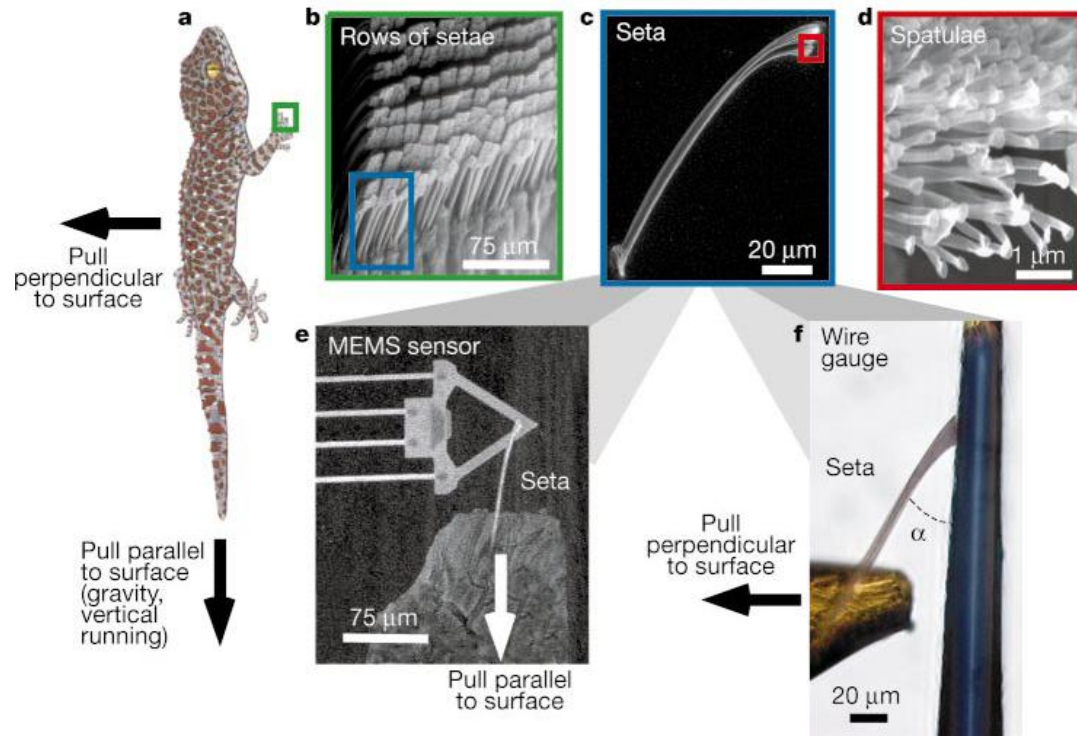 a
Pull
perpendicular
to surface
Pull parallel
to surface
(gravity,
vertical
running)
b
Rows of setae
75 µm
c
Seta
20 µm
d
Spatulae
1 µm
e
MEMS sensor
Seta
75 µm
Pull parallel
to surface
f
Wire
gauge
Seta
α
Pull
perpendicular
to surface
20 µm